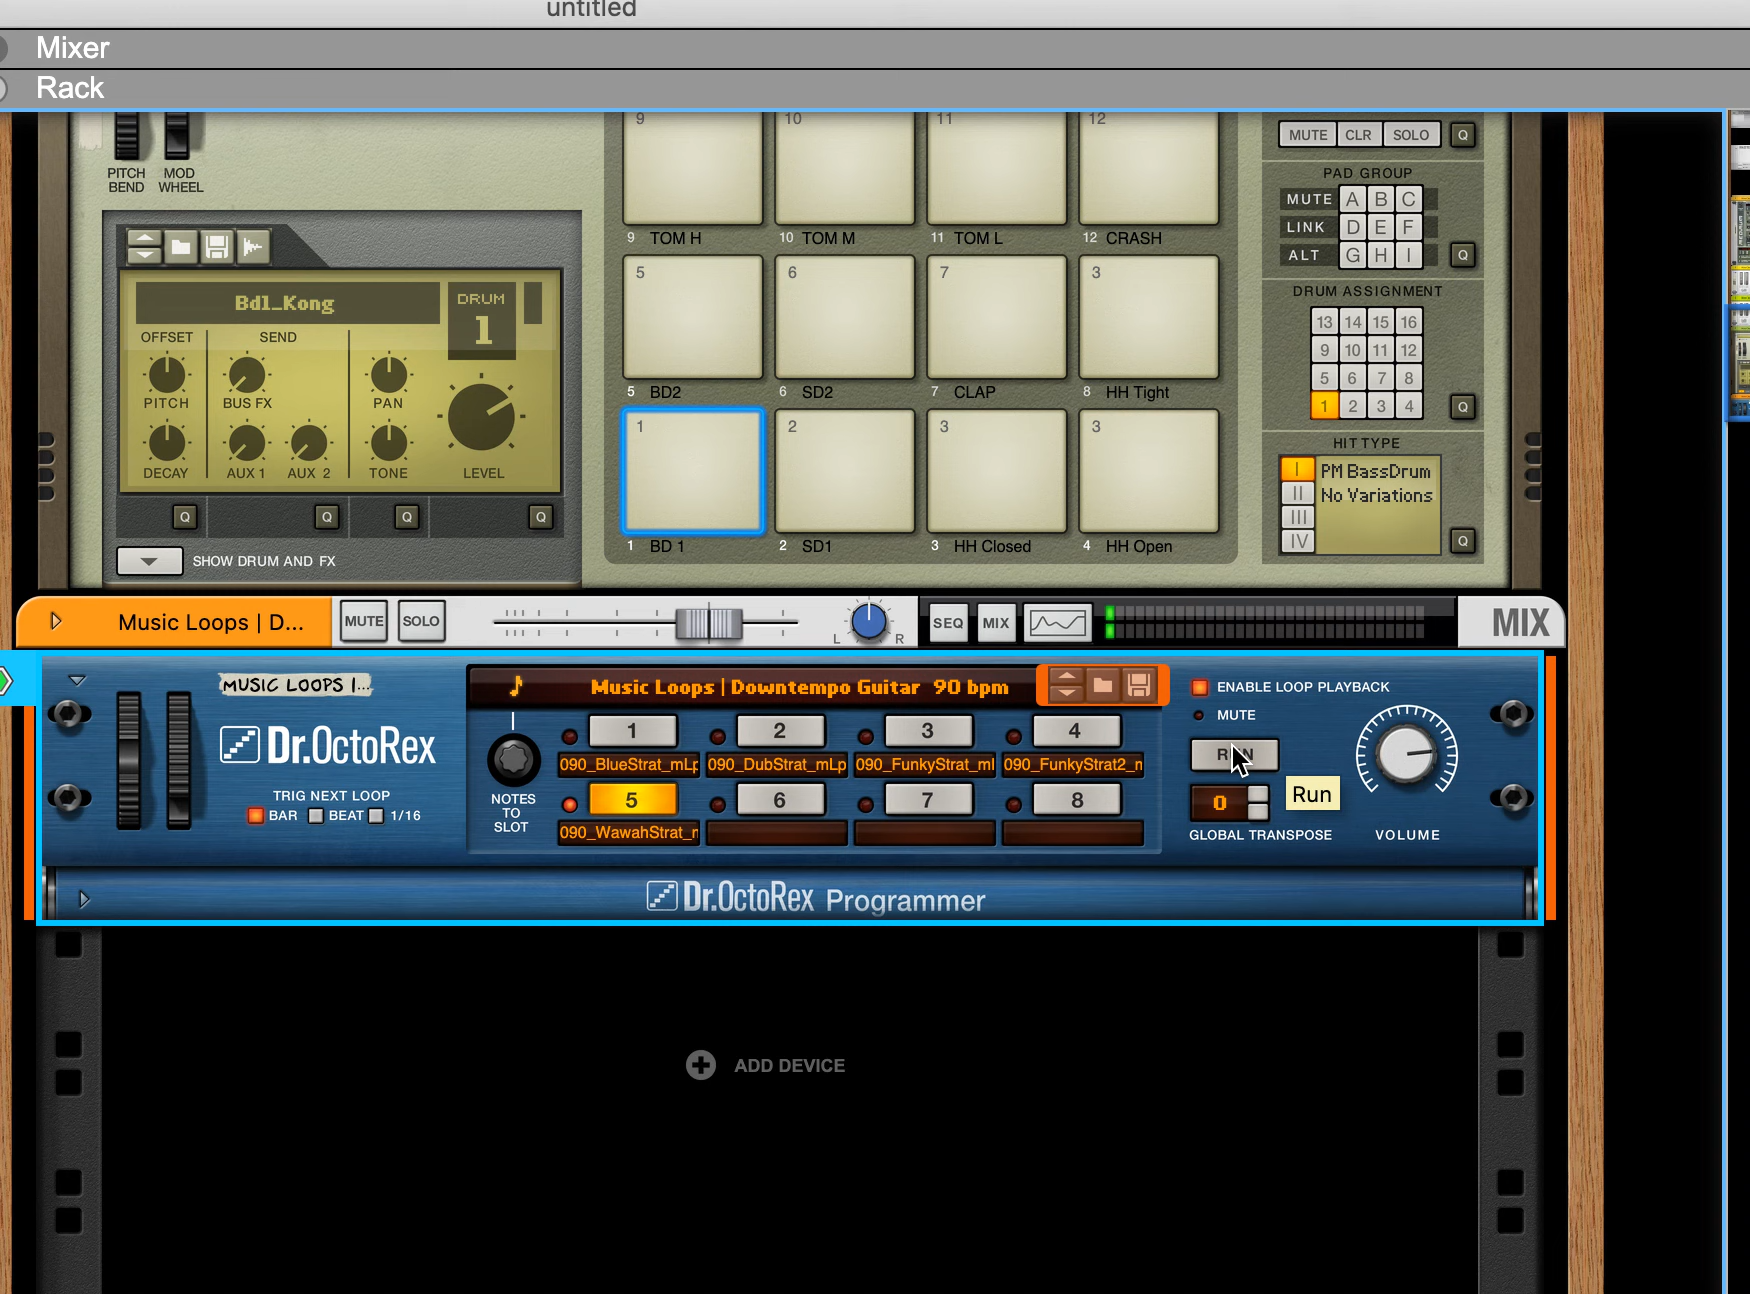 untitled
Mixer
Rack
9 10 11 12
MUTE CLR SOLO Q
PITCH BEND MOD WHEEL
PAD GROUP
MUTE A B C
LINK D E F
ALT G H I Q
9 TOM H 10 TOM M 11 TOM L 12 CRASH
5 6 7 3
Bd1_Kong
DRUM
1
OFFSET SEND
PITCH BUS FX PAN
DECAY AUX 1 AUX 2 TONE LEVEL
Q Q Q Q
SHOW DRUM AND FX
5 BD2 6 SD2 7 CLAP 8 HH Tight
1 2 3 3
1 BD 1 2 SD1 3 HH Closed 4 HH Open
DRUM ASSIGNMENT
13 14 15 16
9 10 11 12
5 6 7 8
1 2 3 4 Q
HIT TYPE
I PM BassDrum
II No Variations
III
IV Q
Music Loops | D... MUTE SOLO L R SEQ MIX MIX
MUSIC LOOPS |...
Dr.OctoRex
TRIG NEXT LOOP
BAR BEAT 1/16
Music Loops | Downtempo Guitar 90 bpm
NOTES
TO
SLOT
1 2 3 4
090_BlueStrat_mLp 090_DubStrat_mLp 090_FunkyStrat_ml 090_FunkyStrat2_n
5 6 7 8
090_WawahStrat_n
ENABLE LOOP PLAYBACK
MUTE
RUN
Run
0
GLOBAL TRANSPOSE
VOLUME
Dr.OctoRex Programmer
ADD DEVICE